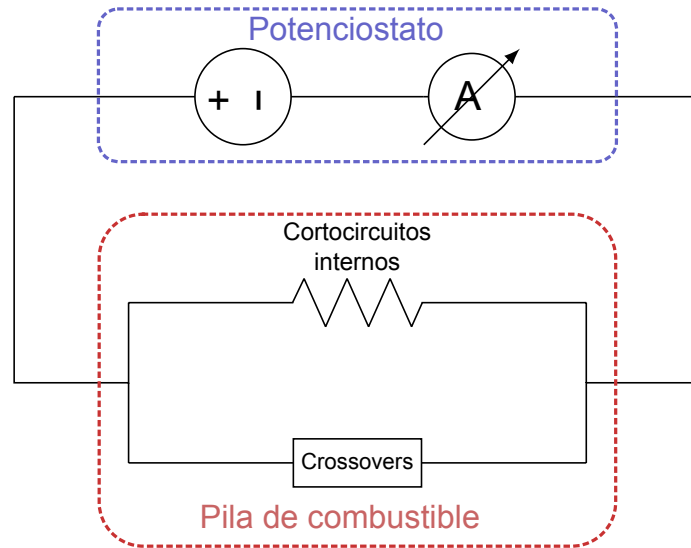 Potenciostato
+ -
A
Cortocircuitos
internos
Crossovers
Pila de combustible